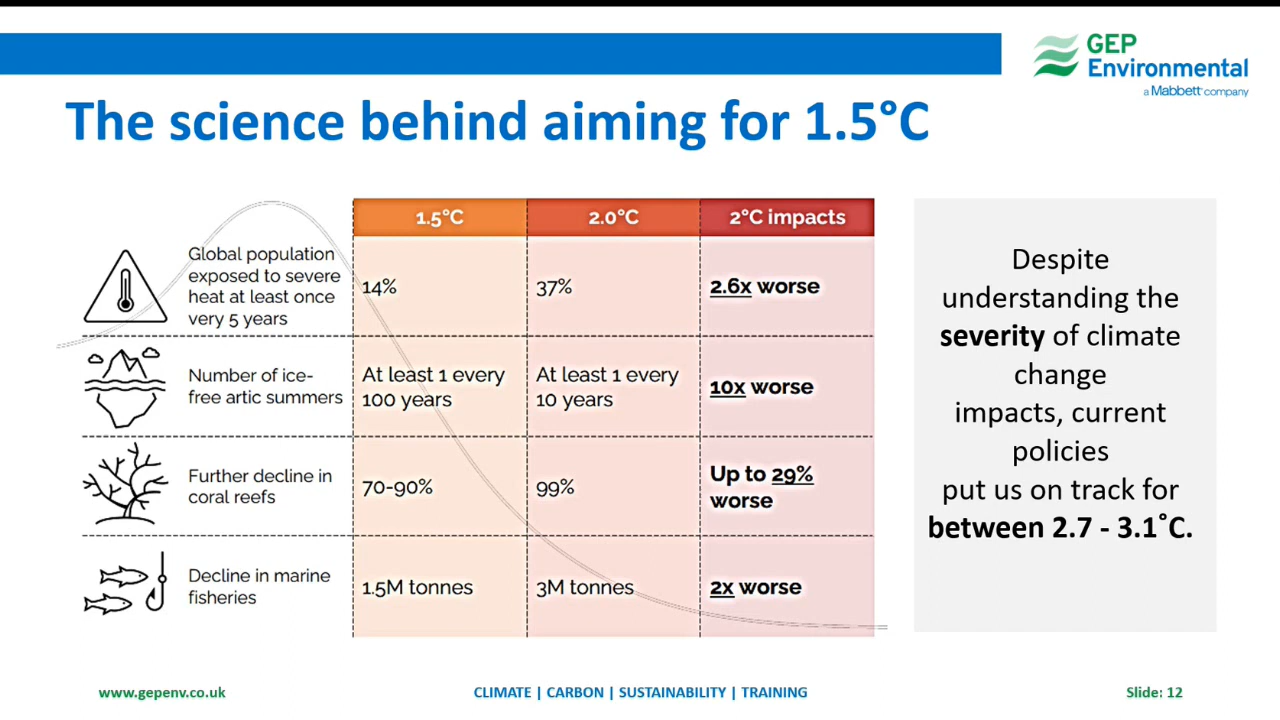 GEP
Environmental
a Mabbett company
The science behind aiming for 1.5°C
1.5°C
2.0°C
2°C impacts
Global population
exposed to severe
heat at least once
very 5 years
14%
37%
2.6x worse
Number of ice-
free artic summers
At least 1 every
100 years
At least 1 every
10 years
10x worse
Further decline in
coral reefs
70-90%
99%
Up to 29%
worse
Decline in marine
fisheries
1.5M tonnes
3M tonnes
2x worse
Despite
understanding the
severity of climate
change
impacts, current
policies
put us on track for
between 2.7 - 3.1˚C.
www.gepenv.co.uk
CLIMATE | CARBON | SUSTAINABILITY | TRAINING
Slide: 12